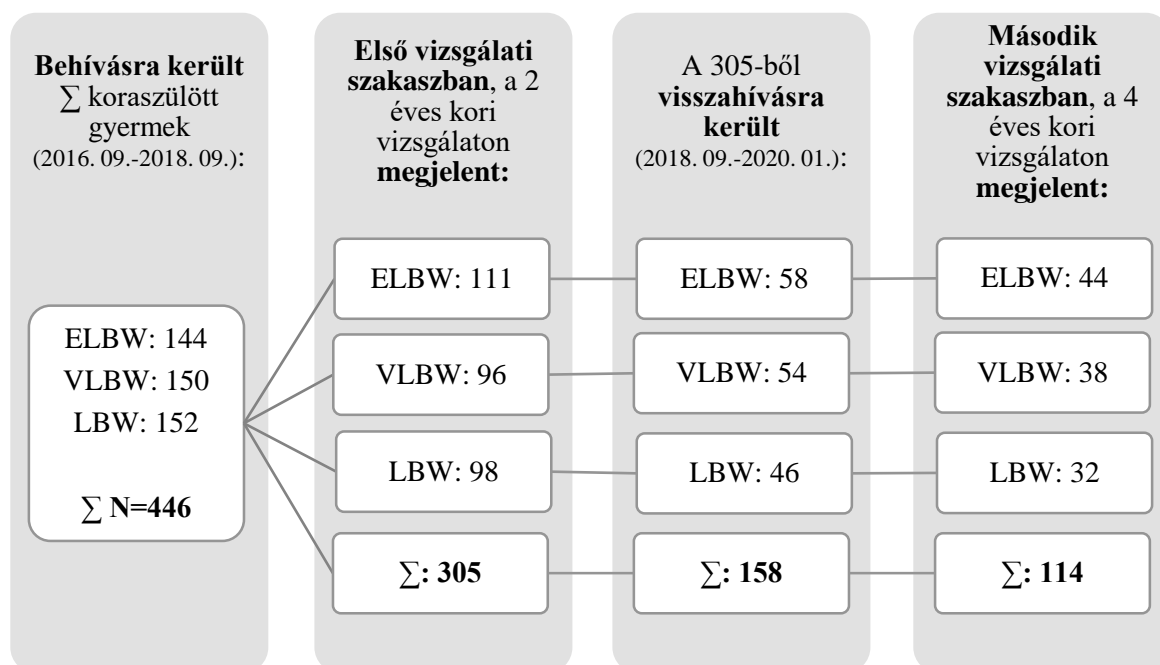 Behívásra került
∑ koraszülött
gyermek
(2016. 09.-2018. 09.):
ELBW: 144
VLBW: 150
LBW: 152
∑ N=446
Első vizsgálati
szakaszban, a 2
éves kori
vizsgálaton
megjelent:
ELBW: 111
VLBW: 96
LBW: 98
∑: 305
A 305-ből
visszahívásra
került
(2018. 09.-2020. 01.):
ELBW: 58
VLBW: 54
LBW: 46
∑: 158
Második
vizsgálati
szakaszban, a 4
éves kori
vizsgálaton
megjelent:
ELBW: 44
VLBW: 38
LBW: 32
∑: 114